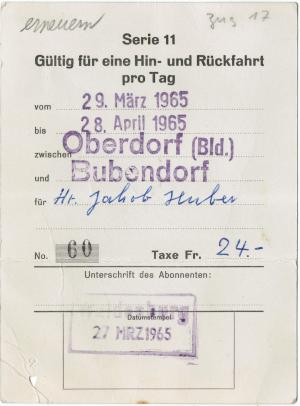 erneuern Zug 17
Serie 11
Gültig für eine Hin- und Rückfahrt
pro Tag
vom 29. März 1965
bis 28. April 1965
zwischen Oberdorf (Bld.)
und Bubendorf
für Hr. Jakob Huber
No. 60 Taxe Fr. 24.-
Unterschrift des Abonnenten:
Waldenburg
Datumstempel
27 MRZ 1965